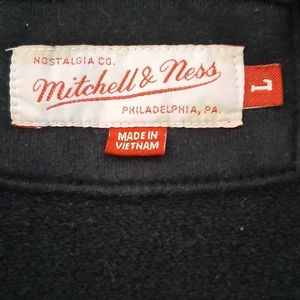 NOSTALGIA CO.
Mitchell & Ness
PHILADELPHIA, PA.
L
MADE IN
VIETNAM